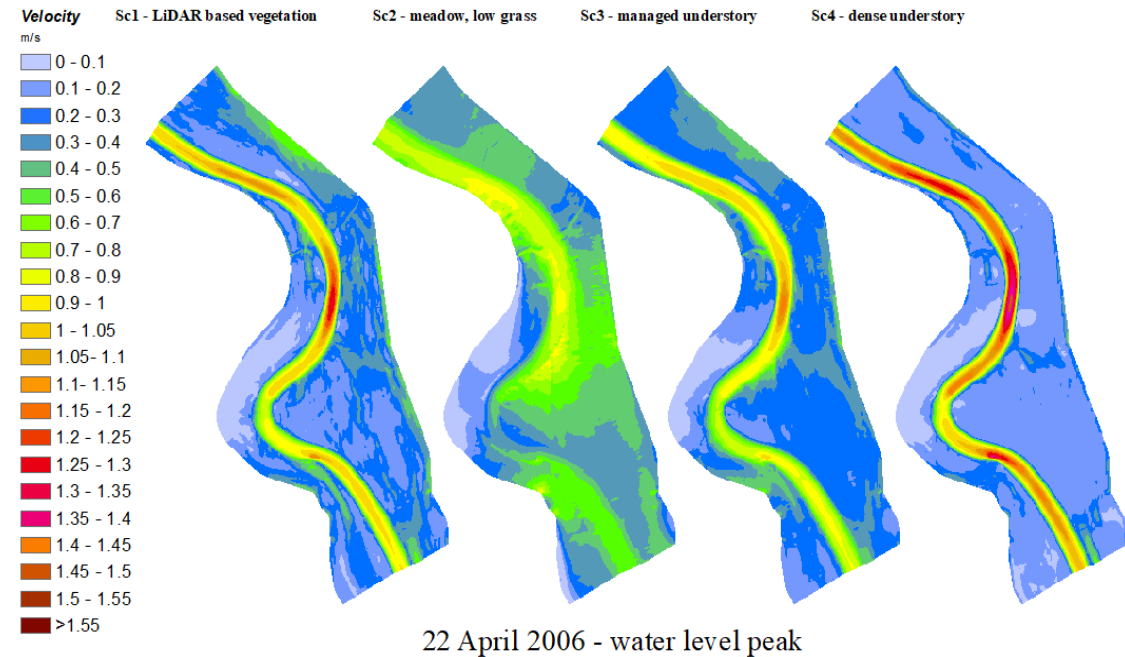 Velocity
m/s
Sc1 - LiDAR based vegetation
Sc2 - meadow, low grass
Sc3 - managed understory
Sc4 - dense understory
0 - 0.1
0.1 - 0.2
0.2 - 0.3
0.3 - 0.4
0.4 - 0.5
0.5 - 0.6
0.6 - 0.7
0.7 - 0.8
0.8 - 0.9
0.9 - 1
1 - 1.05
1.05- 1.1
1.1- 1.15
1.15 - 1.2
1.2 - 1.25
1.25 - 1.3
1.3 - 1.35
1.35 - 1.4
1.4 - 1.45
1.45 - 1.5
1.5 - 1.55
>1.55
22 April 2006 - water level peak